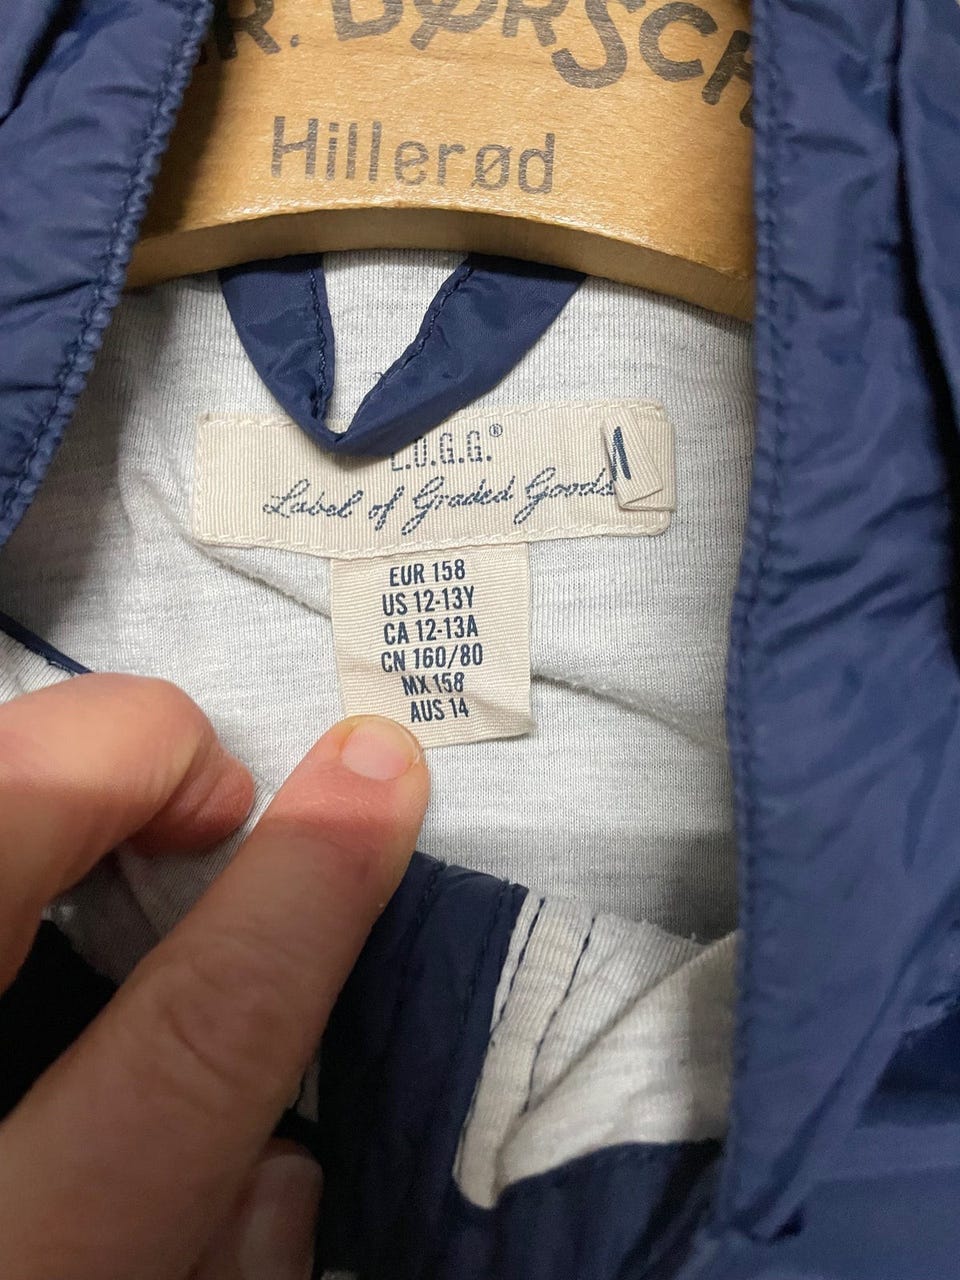 R. BØRSCH
Hillerød
L.O.G.G.®
Label of Graded Goods
EUR 158
US 12-13Y
CA 12-13A
CN 160/80
MX 158
AUS 14